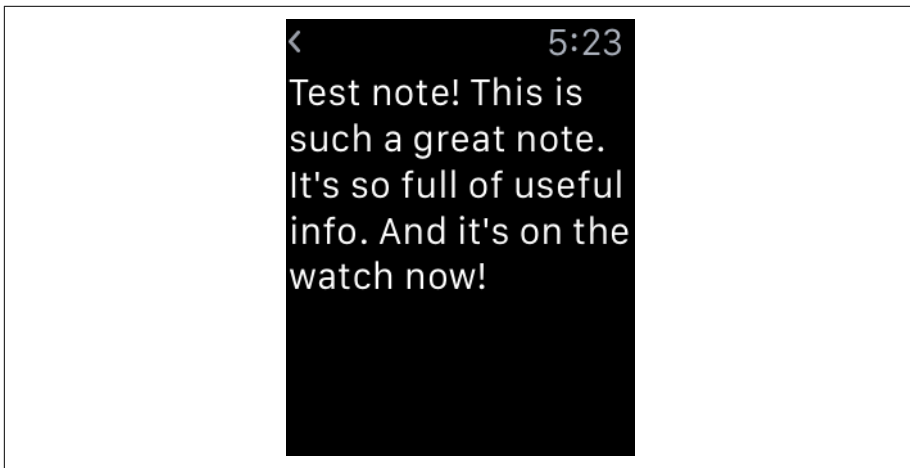 < 5:23
Test note! This is
such a great note.
It's so full of useful
info. And it's on the
watch now!